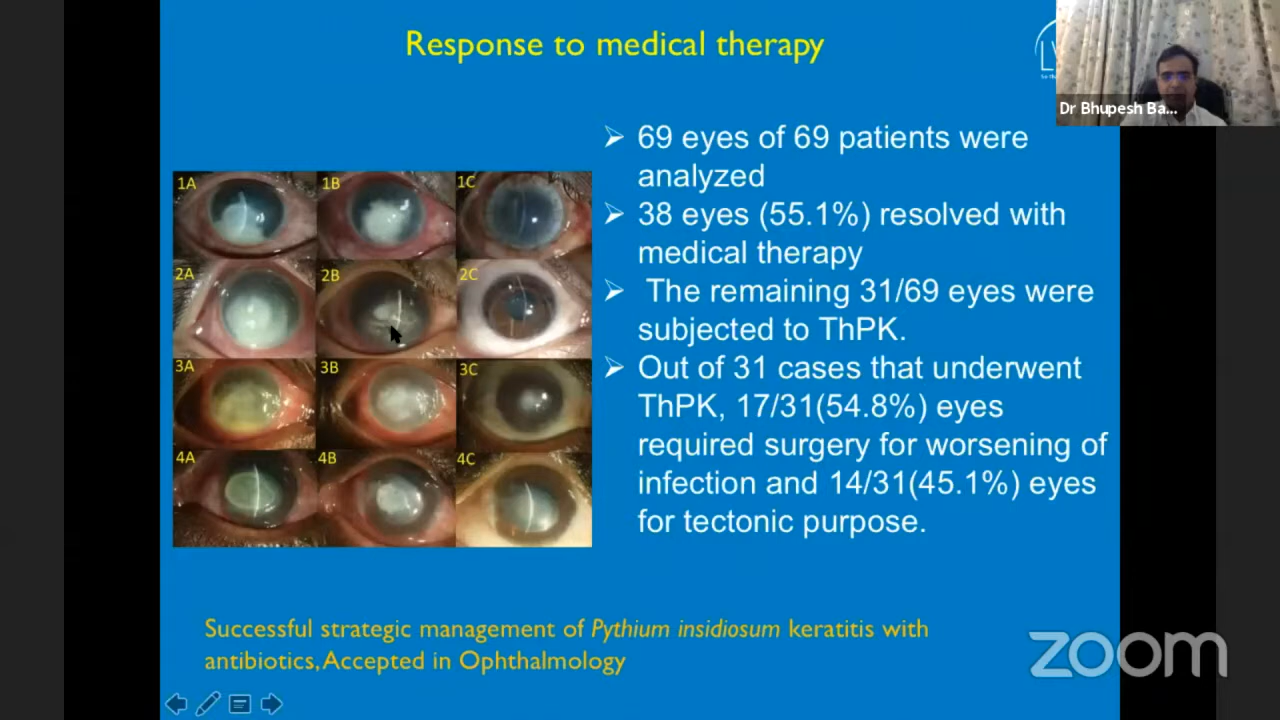 Response to medical therapy
Dr Bhupesh Ba...
➢ 69 eyes of 69 patients were
analyzed
➢ 38 eyes (55.1%) resolved with
medical therapy
➢ The remaining 31/69 eyes were
subjected to ThPK.
➢ Out of 31 cases that underwent
ThPK, 17/31(54.8%) eyes
required surgery for worsening of
infection and 14/31(45.1%) eyes
for tectonic purpose.
1A 1B 1C
2A 2B 2C
3A 3B 3C
4A 4B 4C
Successful strategic management of Pythium insidiosum keratitis with
antibiotics, Accepted in Ophthalmology
zoom